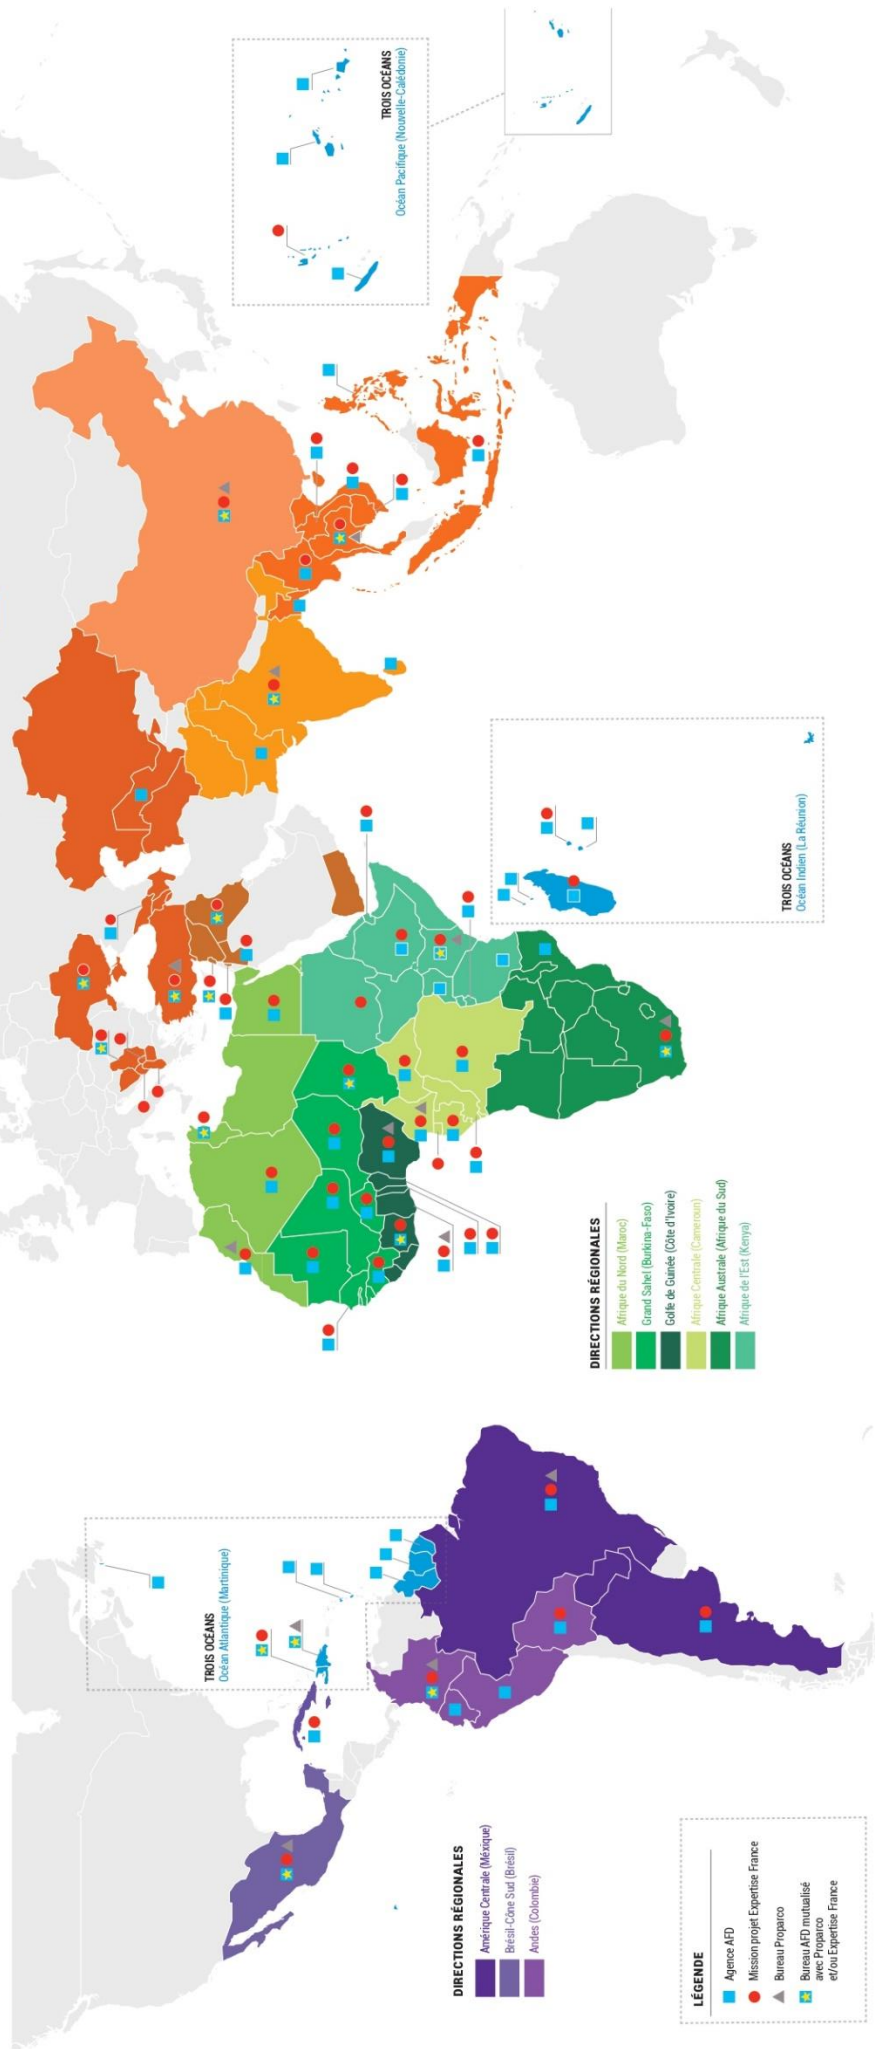 TROIS OCÉANS
Océan Atlantique (Martinique)
DIRECTIONS RÉGIONALES
Amérique Centrale (Méxique)
Brésil-Cône Sud (Brésil)
Andes (Colombie)
LÉGENDE
Agence AFD
Mission projet Expertise France
Bureau Proparco
Bureau AFD mutualisé
avec Proparco
et/ou Expertise France
DIRECTIONS RÉGIONALES
Afrique du Nord (Maroc)
Grand Sahel (Burkina-Faso)
Golfe de Guinée (Côte d'Ivoire)
Afrique Centrale (Cameroun)
Afrique Australe (Afrique du Sud)
Afrique de l'Est (Kenya)
TROIS OCÉANS
Océan Indien (La Réunion)
TROIS OCÉANS
Océan Pacifique (Nouvelle-Calédonie)